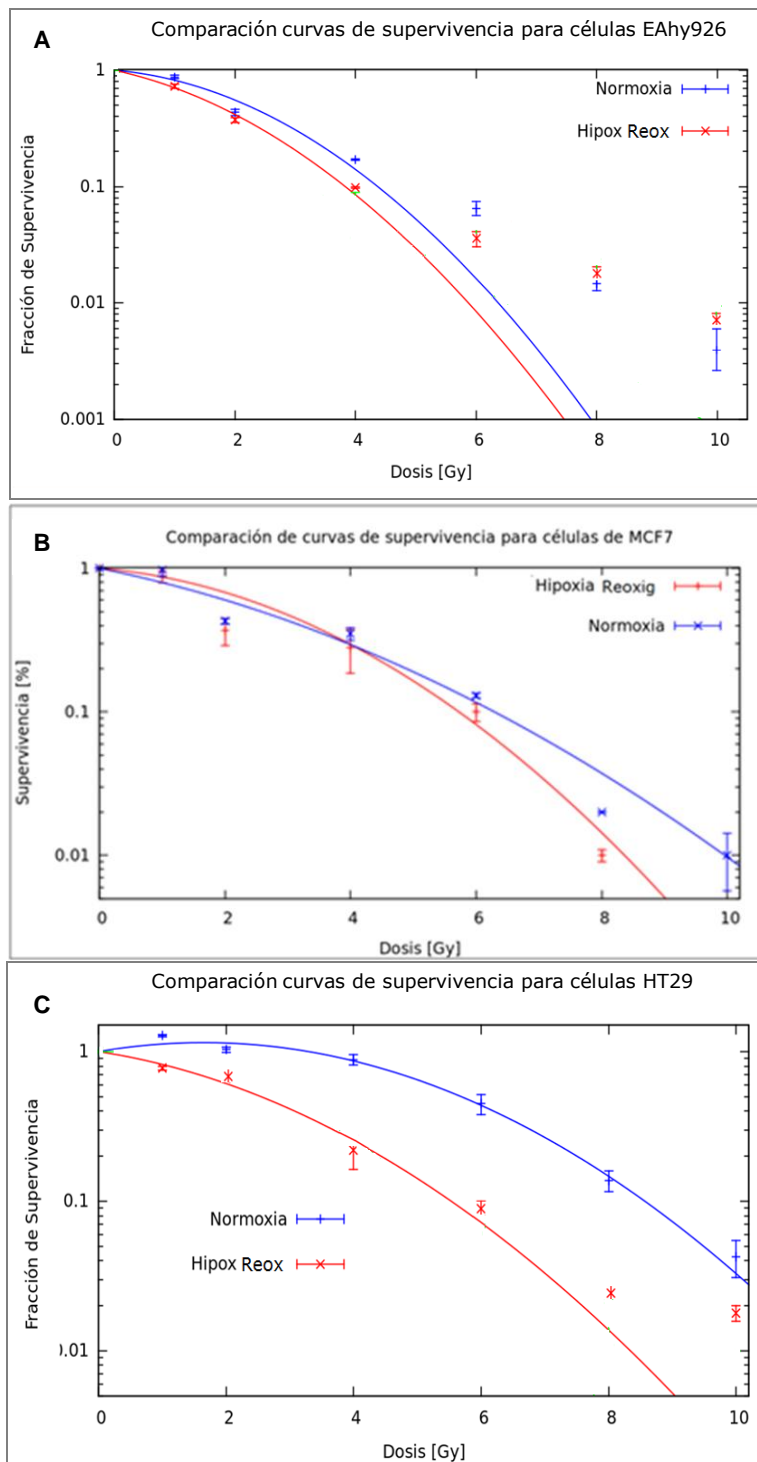 A
Comparación curvas de supervivencia para células EAhy926
Normoxia
Hipox Reox
Fracción de Supervivencia
1
0.1
0.01
0.001
0 2 4 6 8 10
Dosis [Gy]
B
Comparación de curvas de supervivencia para células de MCF7
Hipoxia Reoxig
Normoxia
Supervivencia [%]
1
0.1
0.01
0 2 4 6 8 10
Dosis [Gy]
C
Comparación curvas de supervivencia para células HT29
Normoxia
Hipox Reox
Fracción de Supervivencia
1
0.1
).01
0 2 4 6 8 10
Dosis [Gy]